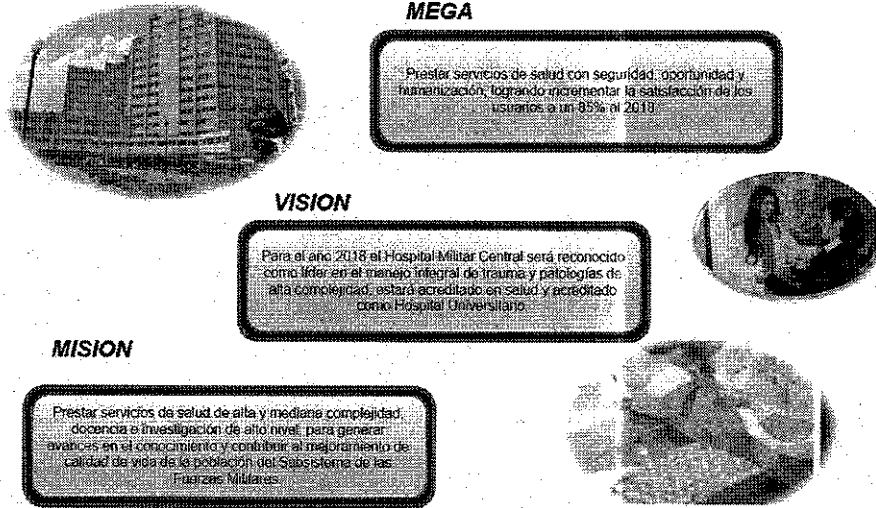 MEGA
Prestar servicios de salud con seguridad, oportunidad y
humanización, logrando incrementar la satisfacción de los
usuarios a un 85% al 2018
VISION
Para el año 2018 el Hospital Militar Central será reconocido
como líder en el manejo integral de trauma y patologías de
alta complejidad, estará acreditado en salud y acreditado
como Hospital Universitario
MISION
Prestar servicios de salud de alta y mediana complejidad,
docencia e investigación de alto nivel, para generar
avances en el conocimiento y contribuir al mejoramiento de
calidad de vida de la población del Subsistema de las
Fuerzas Militares